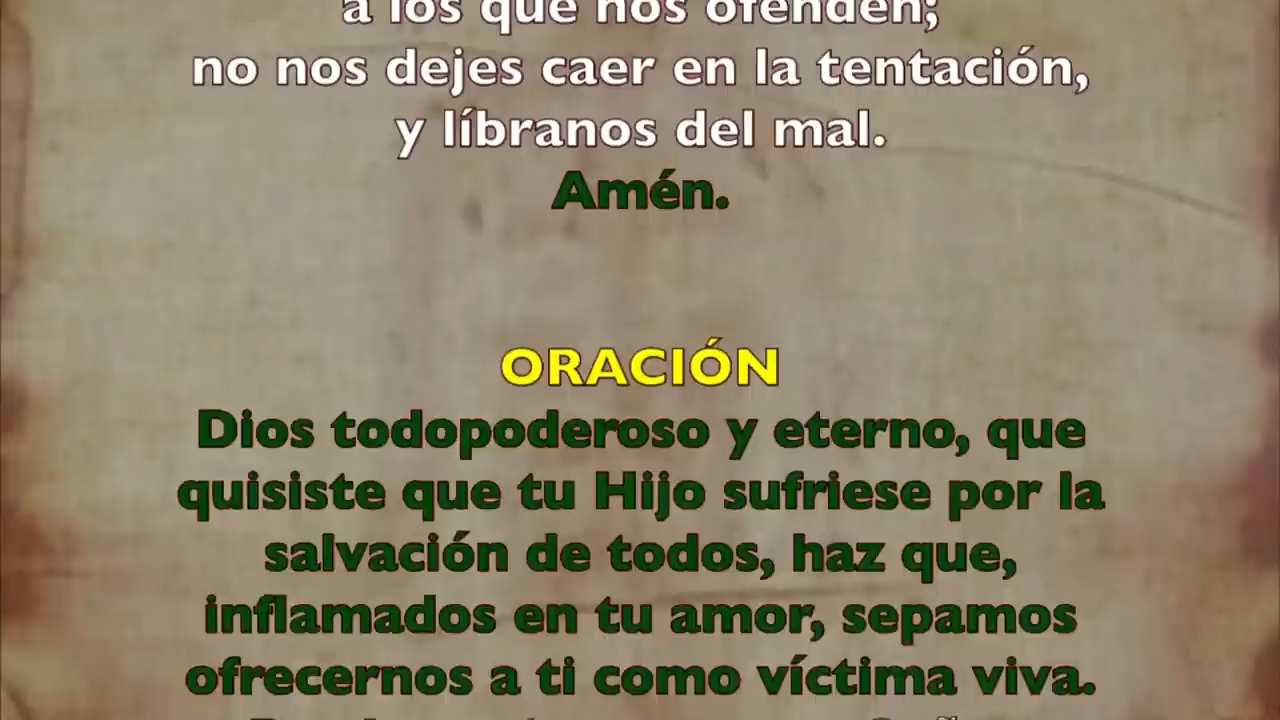 a los que nos ofenden;
no nos dejes caer en la tentación,
y líbranos del mal.
Amén.
ORACIÓN
Dios todopoderoso y eterno, que
quisiste que tu Hijo sufriese por la
salvación de todos, haz que,
inflamados en tu amor, sepamos
ofrecernos a ti como víctima viva.